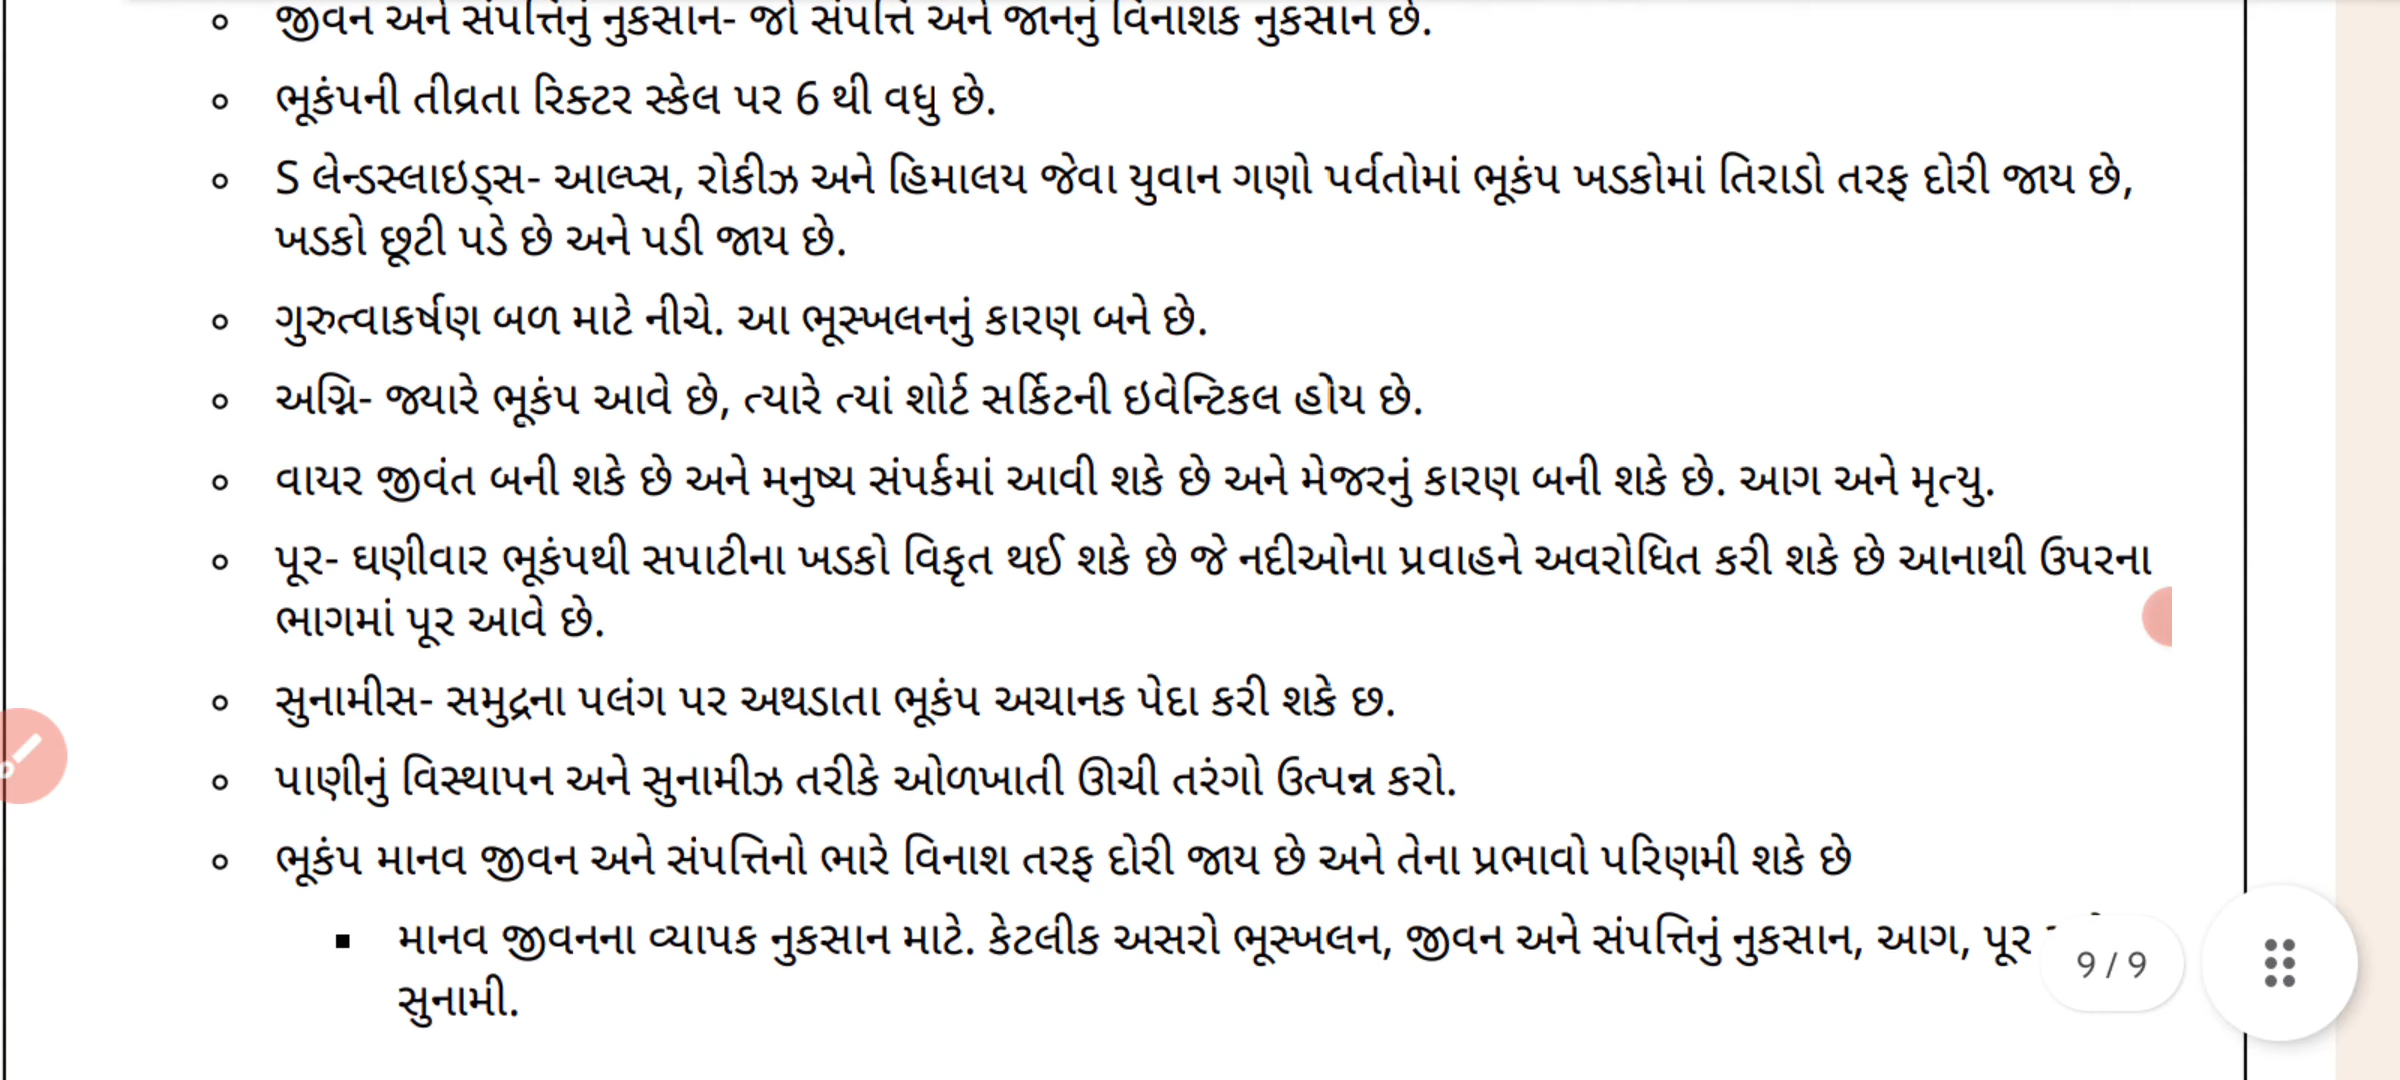 જીવન અને સંપત્તિનું નુકસાન- જો સંપત્તિ અને જાનનું વિનાશક નુકસાન છે.
ભૂકંપની તીવ્રતા રિક્ટર સ્કેલ પર 6 થી વધુ છે.
S લેન્ડસ્લાઇડ્સ- આલ્પ્સ, રોકીઝ અને હિમાલય જેવા યુવાન ગણો પર્વતોમાં ભૂકંપ ખડકોમાં તિરાડો તરફ દોરી જાય છે,
ખડકો છૂટી પડે છે અને પડી જાય છે.
ગુરુત્વાકર્ષણ બળ માટે નીચે. આ ભૂસ્ખલનનું કારણ બને છે.
અગ્નિ- જ્યારે ભૂકંપ આવે છે, ત્યારે ત્યાં શોર્ટ સર્કિટની ઇવેન્ટિકલ હોય છે.
વાયર જીવંત બની શકે છે અને મનુષ્ય સંપર્કમાં આવી શકે છે અને મેજરનું કારણ બની શકે છે. આગ અને મૃત્યુ.
પૂર- ઘણીવાર ભૂકંપથી સપાટીના ખડકો વિકૃત થઈ શકે છે જે નદીઓના પ્રવાહને અવરોધિત કરી શકે છે આનાથી ઉપરના
ભાગમાં પૂર આવે છે.
સુનામીસ- સમુદ્રના પલંગ પર અથડાતા ભૂકંપ અચાનક પેદા કરી શકે છ.
પાણીનું વિસ્થાપન અને સુનામીઝ તરીકે ઓળખાતી ઊચી તરંગો ઉત્પન્ન કરો.
ભૂકંપ માનવ જીવન અને સંપત્તિનો ભારે વિનાશ તરફ દોરી જાય છે અને તેના પ્રભાવો પરિણમી શકે છે
માનવ જીવનના વ્યાપક નુકસાન માટે. કેટલીક અસરો ભૂસ્ખલન, જીવન અને સંપત્તિનું નુકસાન, આગ, પૂર
સુનામી.
9 / 9